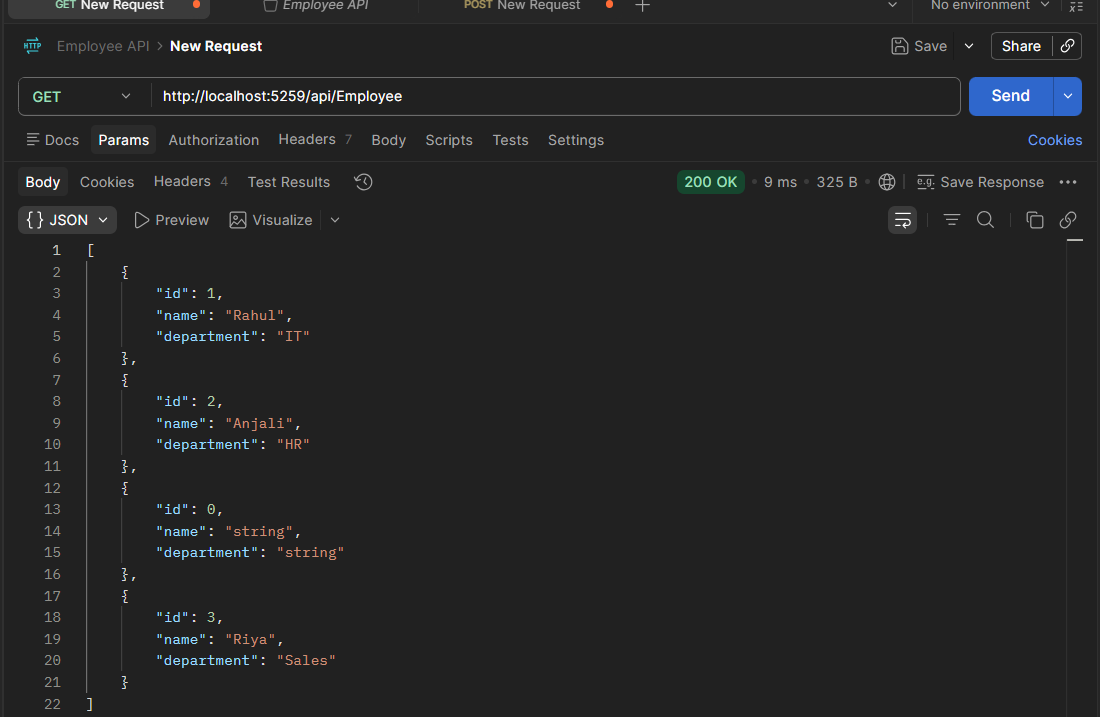 GET New Request Employee API POST New Request No environment
HTTP Employee API > New Request Save Share
GET http://localhost:5259/api/Employee Send
Docs Params Authorization Headers 7 Body Scripts Tests Settings Cookies
Body Cookies Headers 4 Test Results 200 OK • 9 ms • 325 B • e.g. Save Response
{} JSON Preview Visualize
1 [
2 {
3 "id": 1,
4 "name": "Rahul",
5 "department": "IT"
6 },
7 {
8 "id": 2,
9 "name": "Anjali",
10 "department": "HR"
11 },
12 {
13 "id": 0,
14 "name": "string",
15 "department": "string"
16 },
17 {
18 "id": 3,
19 "name": "Riya",
20 "department": "Sales"
21 }
22 ]